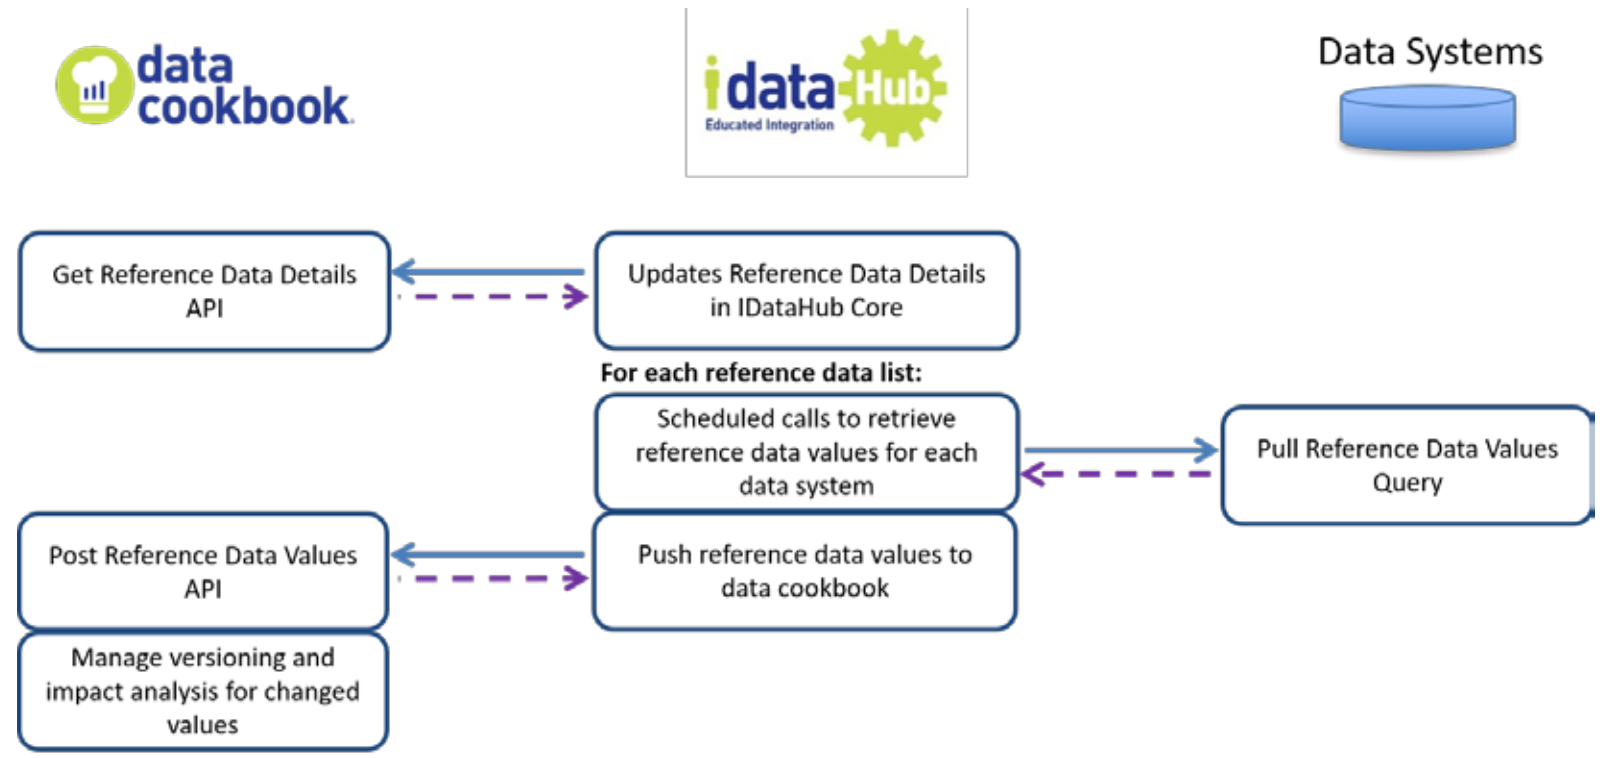 data
cookbook
idata Hub
Educated Integration
Data Systems
Get Reference Data Details
API
Updates Reference Data Details
in IDataHub Core
For each reference data list:
Scheduled calls to retrieve
reference data values for each
data system
Pull Reference Data Values
Query
Post Reference Data Values
API
Push reference data values to
data cookbook
Manage versioning and
impact analysis for changed
values